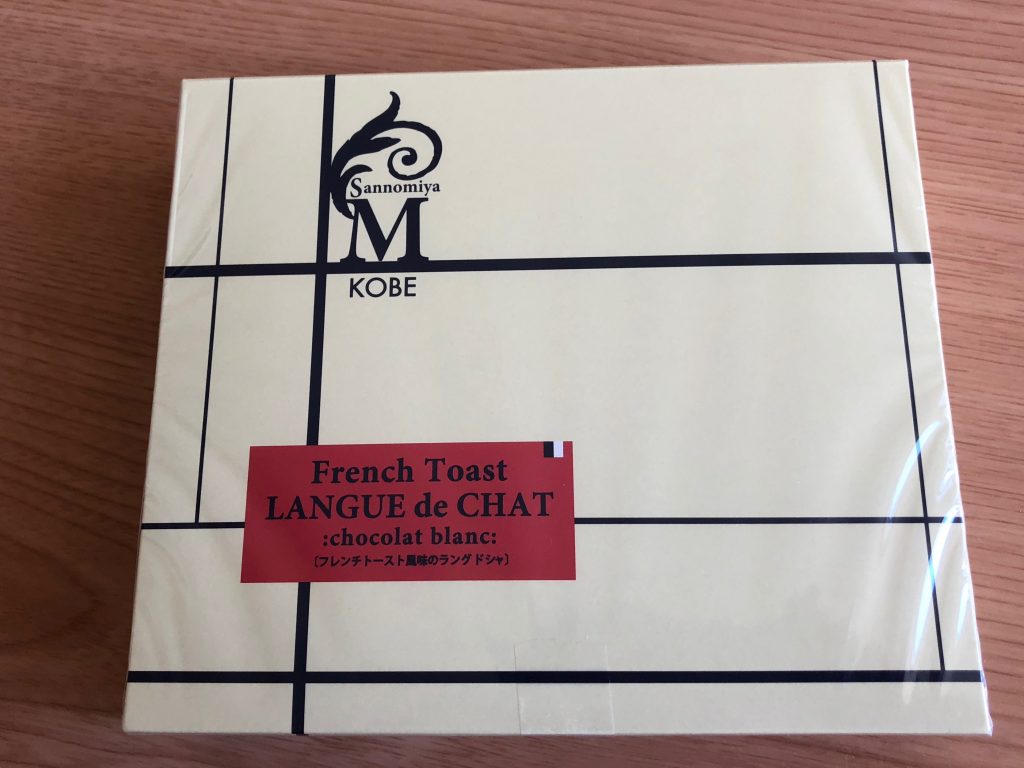 Sannomiya
M
KOBE
French Toast
LANGUE de CHAT
:chocolat blanc:
〔フレンチトースト風味のラングドシャ〕